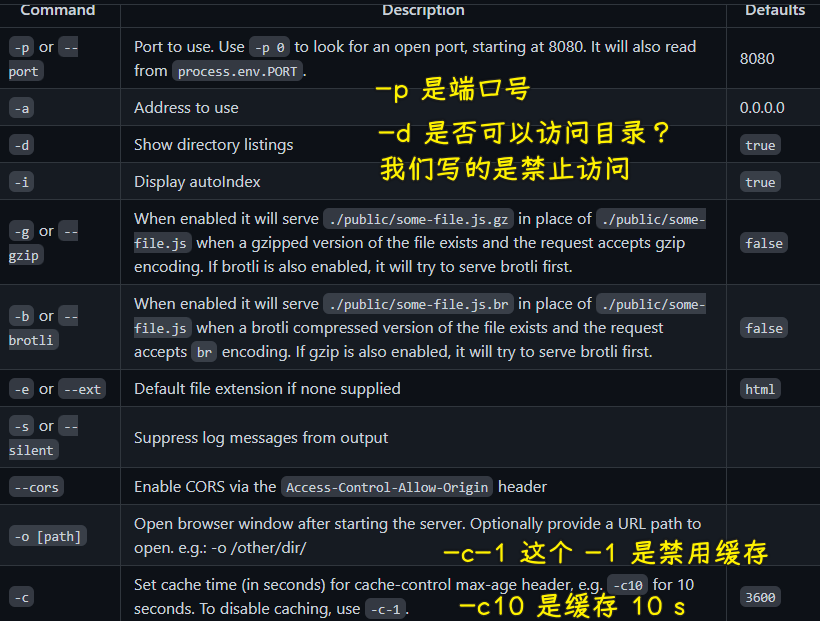 Command Description Defaults
-p or --port Port to use. Use -p 0 to look for an open port, starting at 8080. It will also read from process.env.PORT. 8080
-p 是端口号
-a Address to use 0.0.0.0
-d 是否可以访问目录？
-d Show directory listings true
我们写的是禁止访问
-i Display autoIndex true
-g or --gzip When enabled it will serve ./public/some-file.js.gz in place of ./public/some-file.js when a gzipped version of the file exists and the request accepts gzip encoding. If brotli is also enabled, it will try to serve brotli first. false
-b or --brotli When enabled it will serve ./public/some-file.js.br in place of ./public/some-file.js when a brotli compressed version of the file exists and the request accepts br encoding. If gzip is also enabled, it will try to serve brotli first. false
-e or --ext Default file extension if none supplied html
-s or --silent Suppress log messages from output
--cors Enable CORS via the Access-Control-Allow-Origin header
-o [path] Open browser window after starting the server. Optionally provide a URL path to open. e.g.: -o /other/dir/
-c-1 这个 -1 是禁用缓存
-c Set cache time (in seconds) for cache-control max-age header, e.g. -c10 for 10 seconds. To disable caching, use -c-1. 3600
-c10 是缓存 10 s